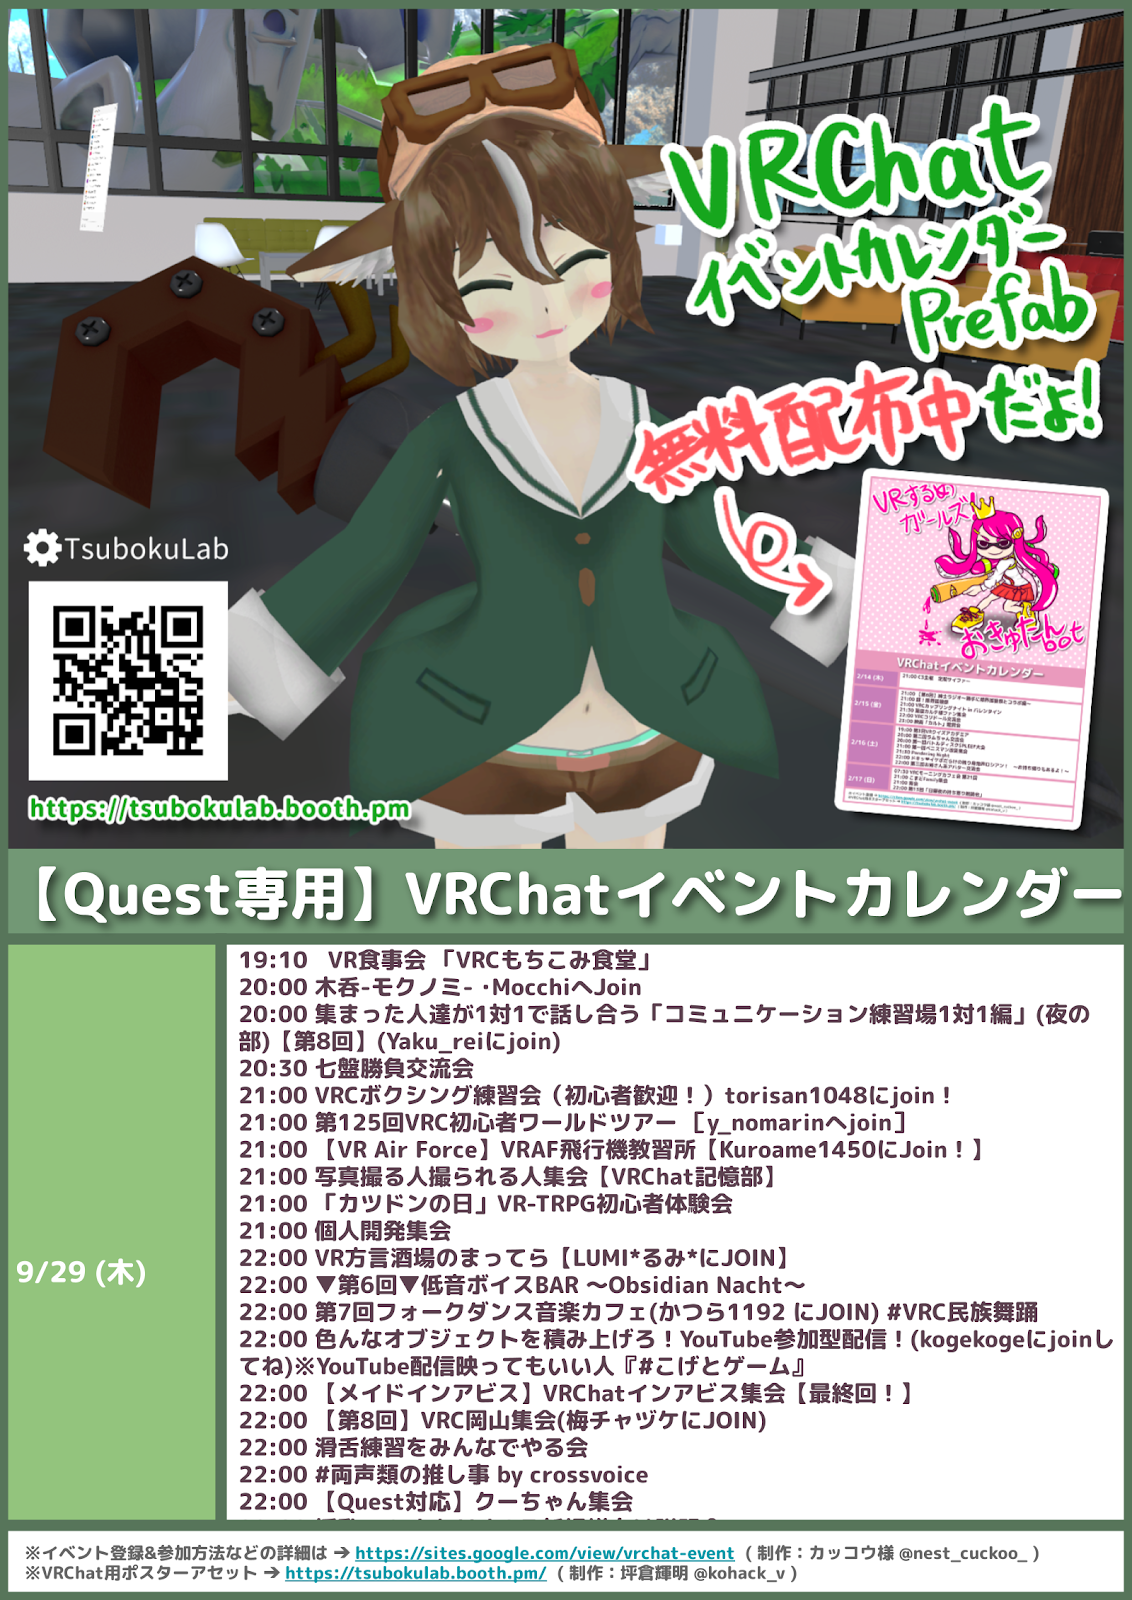 VRChat
イベントカレンダー
Prefab
無料配布中だよ!
VRするめ
ガールズ
おきゅたん
bot
VRChatイベントカレンダー
2/14 (木)
2/15 (金)
2/16 (土)
2/17 (日)
TsubokuLab
https://tsubokulab.booth.pm
【Quest専用】VRChatイベントカレンダー
9/29 (木)
19:10 VR食事会 「VRCもちこみ食堂」
20:00 木呑-モクノミ- ･MocchiへJoin
20:00 集まった人達が1対1で話し合う「コミュニケーション練習場1対1編」(夜の
部)【第8回】(Yaku_reiにjoin)
20:30 七盤勝負交流会
21:00 VRCボクシング練習会（初心者歓迎！）torisan1048にjoin！
21:00 第125回VRC初心者ワールドツアー ［y_nomarinへjoin］
21:00 【VR Air Force】VRAF飛行機教習所【Kuroame1450にJoin！】
21:00 写真撮る人撮られる人集会【VRChat記憶部】
21:00 「カツドンの日」VR-TRPG初心者体験会
21:00 個人開発集会
22:00 VR方言酒場のまってら【LUMI*るみ*にJOIN】
22:00 ▼第6回▼低音ボイスBAR ～Obsidian Nacht～
22:00 第7回フォークダンス音楽カフェ(かつら1192 にJOIN) #VRC民族舞踊
22:00 色んなオブジェクトを積み上げろ！YouTube参加型配信！(kogekogeにjoinし
てね)※YouTube配信映ってもいい人『#こげとゲーム』
22:00 【メイドインアビス】VRChatインアビス集会【最終回！】
22:00 【第8回】VRC岡山集会(梅チャヅケにJOIN)
22:00 滑舌練習をみんなでやる会
22:00 #両声類の推し事 by crossvoice
22:00 【Quest対応】クーちゃん集会
※イベント登録&参加方法などの詳細は ➔ https://sites.google.com/view/vrchat-event ( 制作：カッコウ様 @nest_cuckoo_ )
※VRChat用ポスターアセット ➔ https://tsubokulab.booth.pm/ ( 制作：坪倉輝明 @kohack_v )